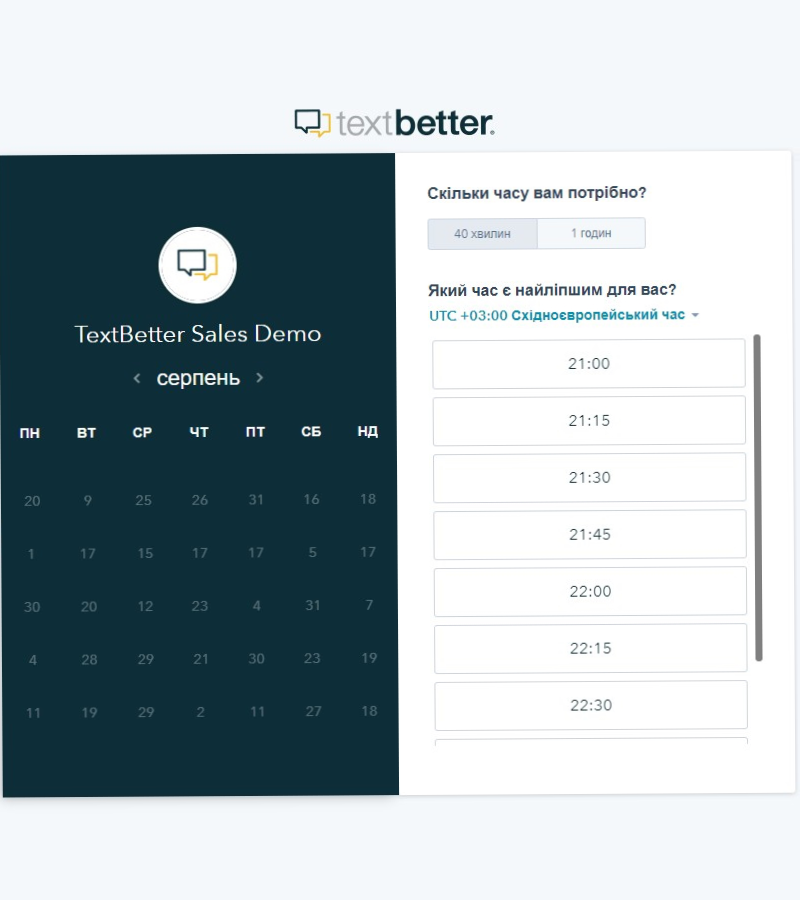 textbetter®
TextBetter Sales Demo
серпень
ПН ВТ СР ЧТ ПТ СБ НД
20 9 25 26 31 16 18
1 17 15 17 17 5 17
30 20 12 23 4 31 7
4 28 29 21 30 23 19
11 19 29 2 11 27 18
Скільки часу вам потрібно?
40 хвилин 1 годин
Який час є найліпшим для вас?
UTC +03:00 Східноєвропейський час
21:00
21:15
21:30
21:45
22:00
22:15
22:30